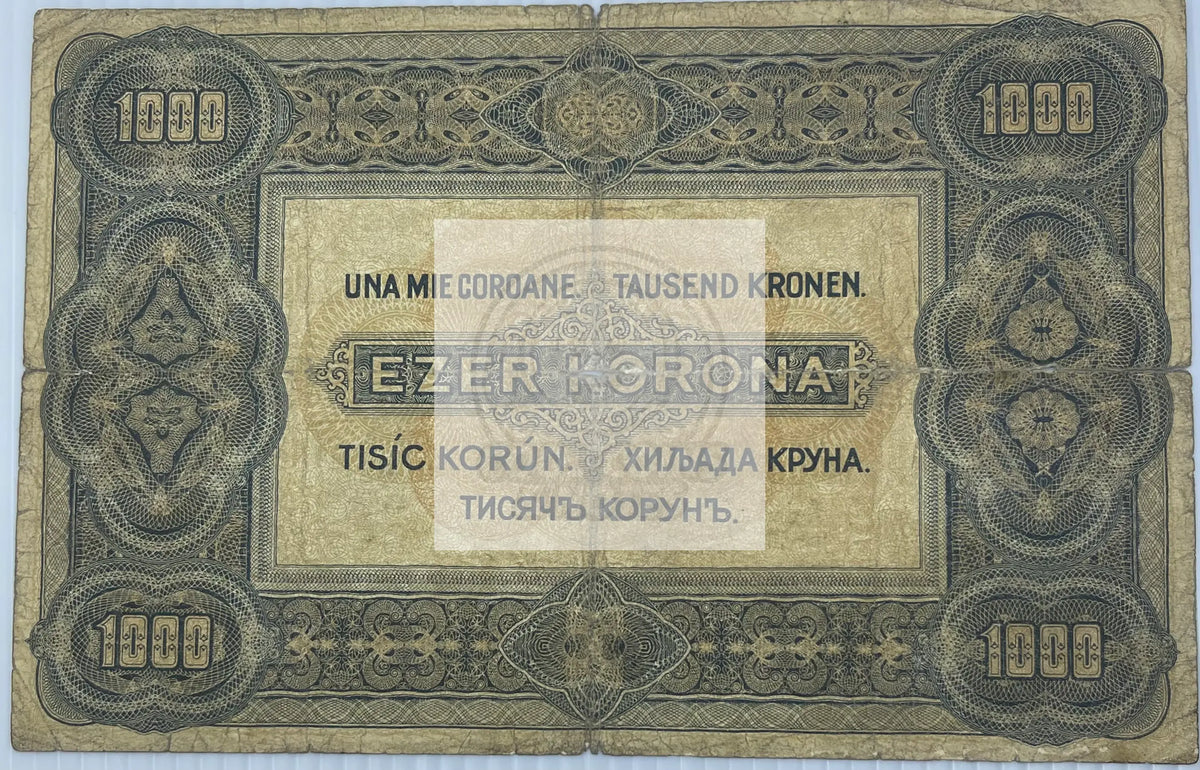 1000 1000
UNA MIE COROANE. TAUSEND KRONEN.
EZER KORONA
TISÍC KORÚN. ХИЉАДА КРУНА.
ТИСЯЧЪ КОРУНЪ.
1000 1000